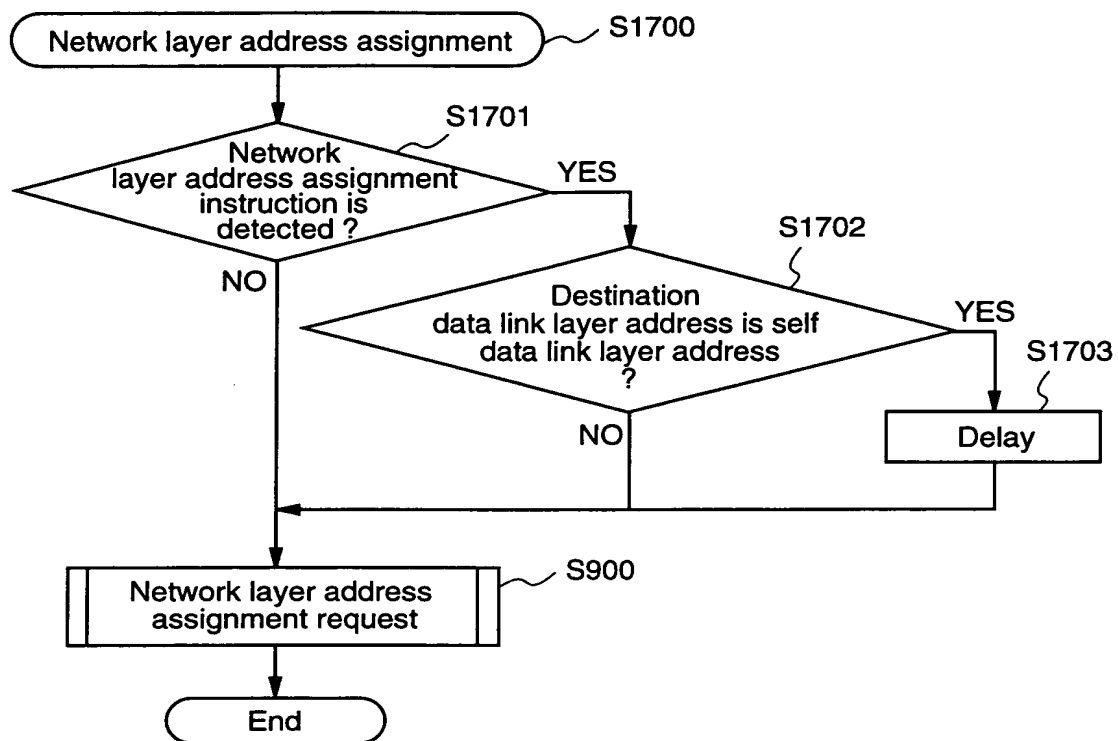 Network layer address assignment
S1700
S1701
Network
layer address assignment
instruction is
detected ?
YES
NO
S1702
Destination
data link layer address is self
data link layer address
?
YES
NO
S1703
Delay
S900
Network layer address
assignment request
End